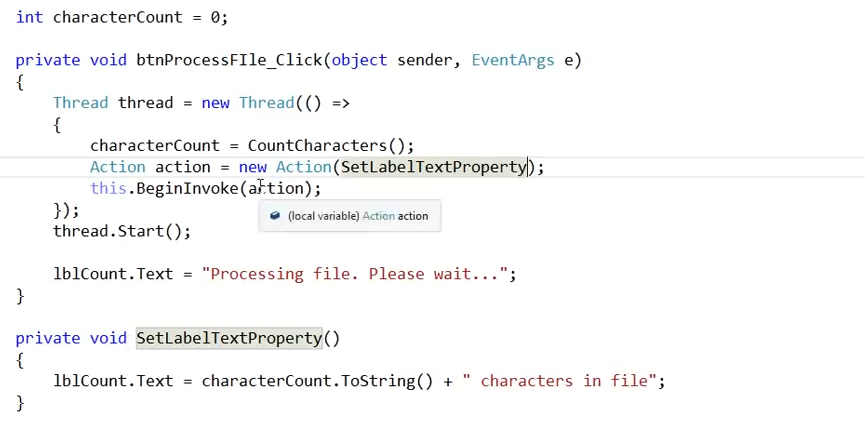 int characterCount = 0;
private void btnProcessFIle_Click(object sender, EventArgs e)
{
Thread thread = new Thread(() =>
{
characterCount = CountCharacters();
Action action = new Action(SetLabelTextProperty);
this.BeginInvoke(action);
});
(local variable) Action action
thread.Start();
lblCount.Text = "Processing file. Please wait...";
}
private void SetLabelTextProperty()
{
lblCount.Text = characterCount.ToString() + " characters in file";
}